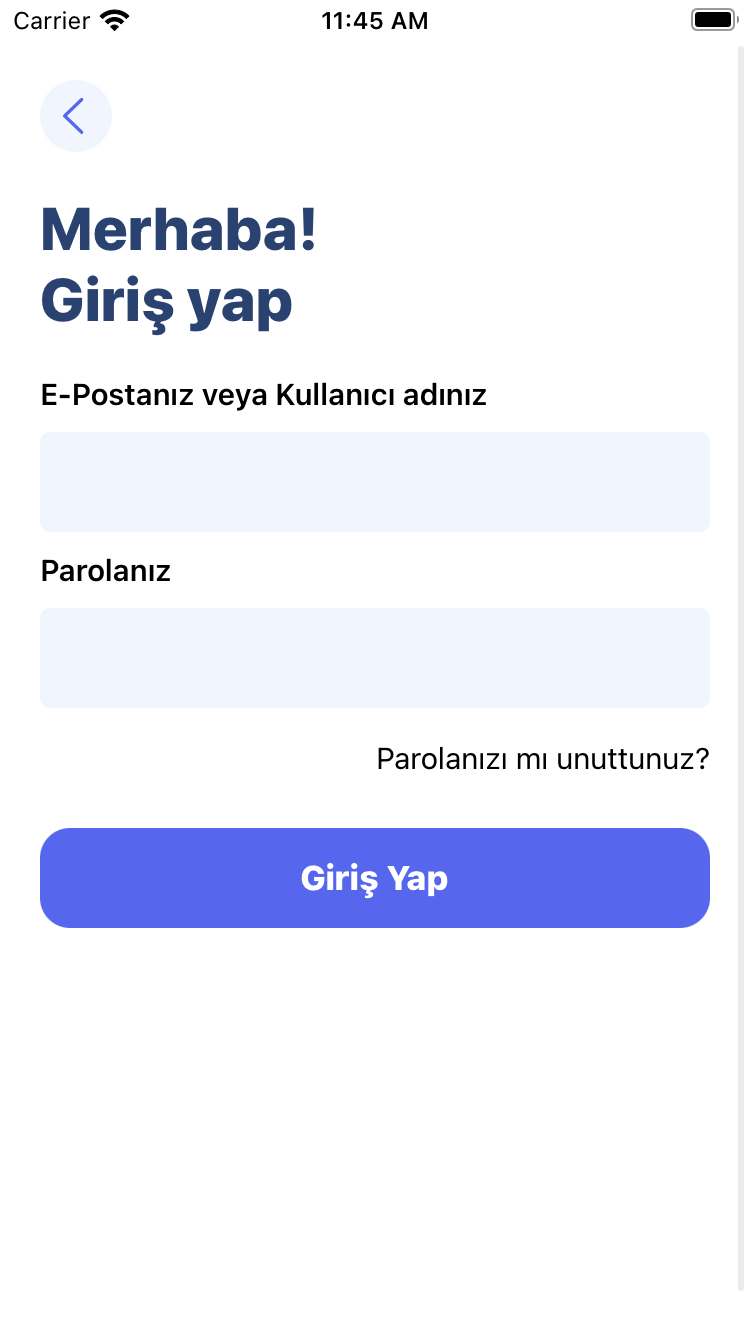 Carrier 11:45 AM
Merhaba!
Giriş yap
E-Postanız veya Kullanıcı adınız
Parolanız
Parolanızı mı unuttunuz?
Giriş Yap